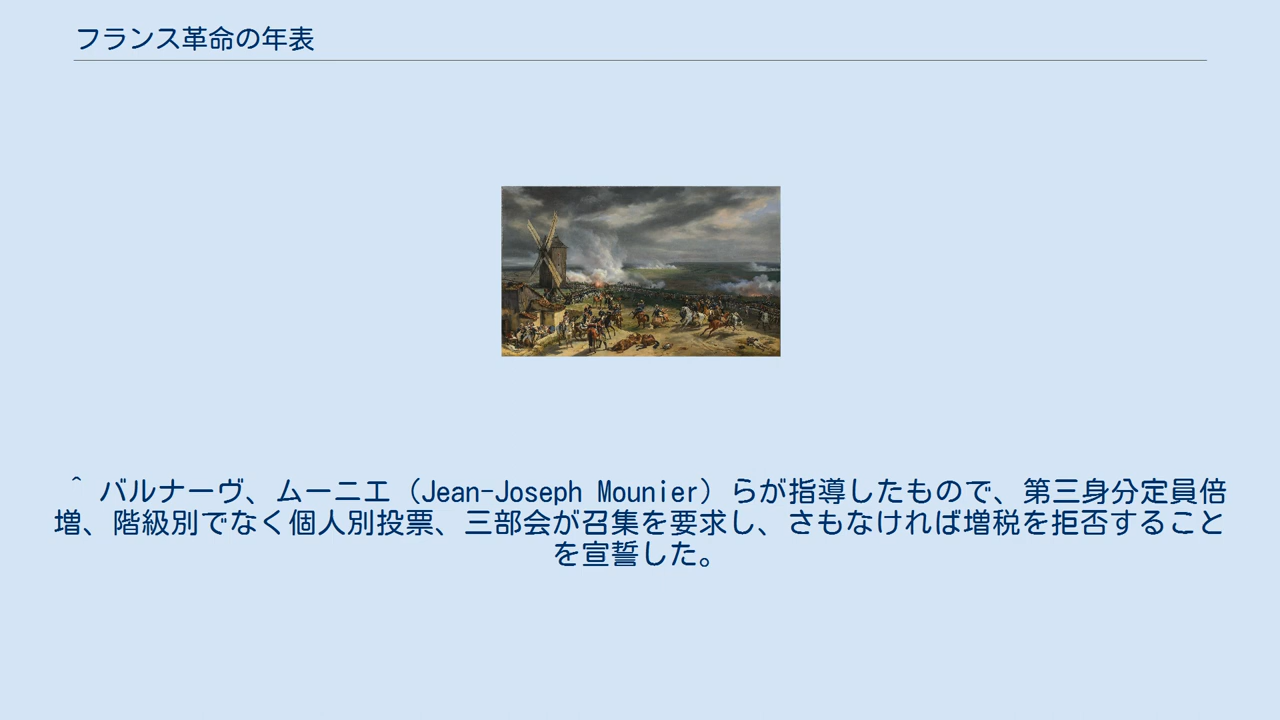 フランス革命の年表
^ バルナーヴ、ムーニエ（Jean-Joseph Mounier）らが指導したもので、第三身分定員倍
増、階級別でなく個人別投票、三部会が召集を要求し、さもなければ増税を拒否すること
を宣誓した。